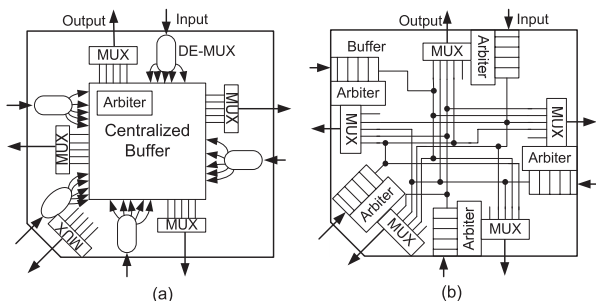 Output
Input
MUX
DE-MUX
Arbiter
MUX
Centralized
Buffer
MUX
MUX
MUX
(a)
Output
Input
Buffer
MUX
Arbiter
Arbiter
MUX
MUX
Arbiter
Arbiter
MUX
Arbiter
MUX
(b)